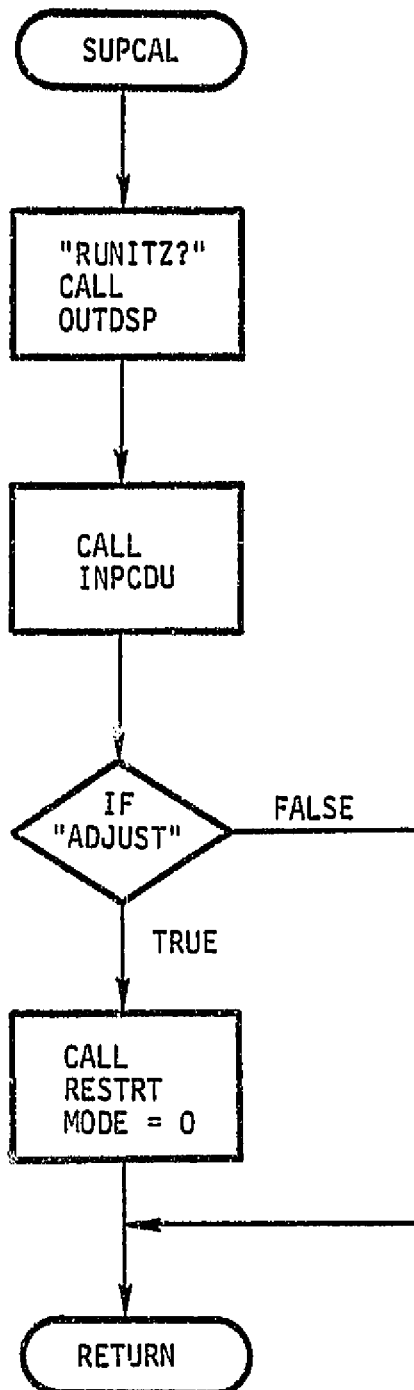 SUPCAL
"RUNITZ?"
CALL
OUTDSP
CALL
INPCDU
IF
"ADJUST"
FALSE
TRUE
CALL
RESTRT
MODE = 0
RETURN